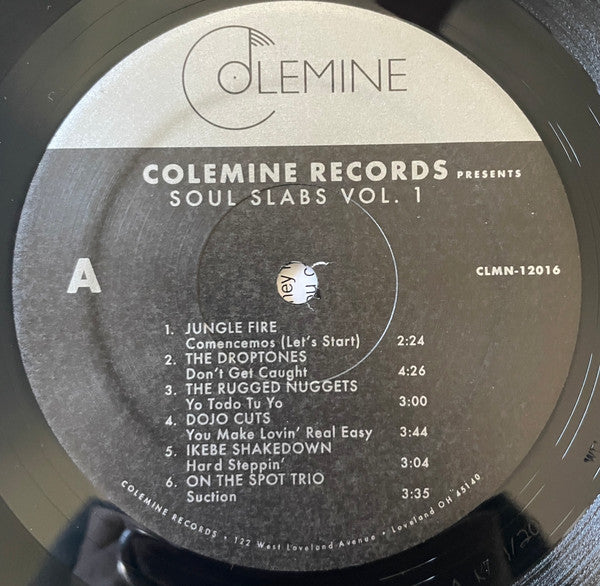 COLEMINE
COLEMINE RECORDS PRESENTS
SOUL SLABS VOL. 1
A
CLMN-12016
1. JUNGLE FIRE
Comencemos (Let's Start) 2:24
2. THE DROPTONES
Don't Get Caught 4:26
3. THE RUGGED NUGGETS
Yo Todo Tu Yo 3:00
4. DOJO CUTS
You Make Lovin' Real Easy 3:44
5. IKEBE SHAKEDOWN
Hard Steppin' 3:04
6. ON THE SPOT TRIO
Suction 3:35
COLEMINE RECORDS • 122 West Loveland Avenue • Loveland OH 45140